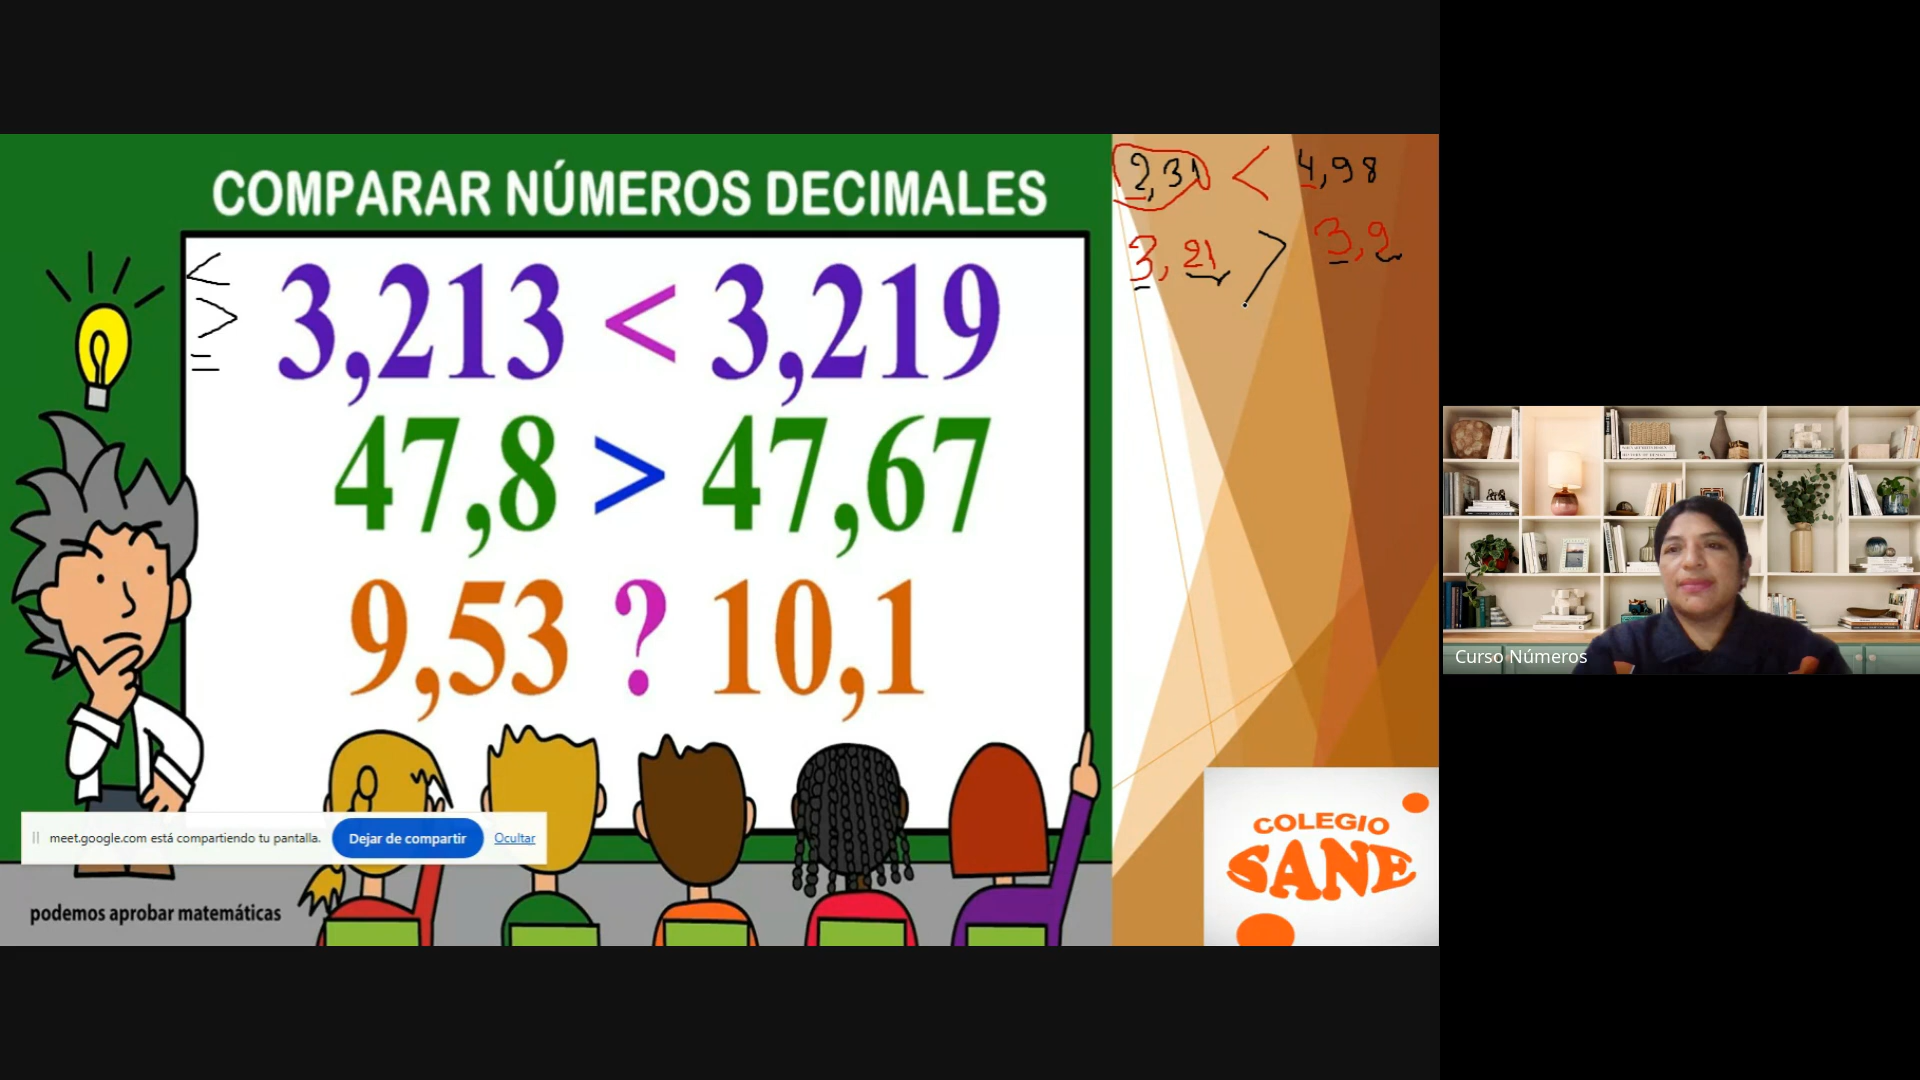 COMPARAR NÚMEROS DECIMALES
<
>
=
3,213 < 3,219
47,8 > 47,67
9,53 ? 10,1
2,31 < 4,98
3,21 > 3,2
meet.google.com está compartiendo tu pantalla. Dejar de compartir Ocultar
podemos aprobar matemáticas
COLEGIO
SANE
Curso Números